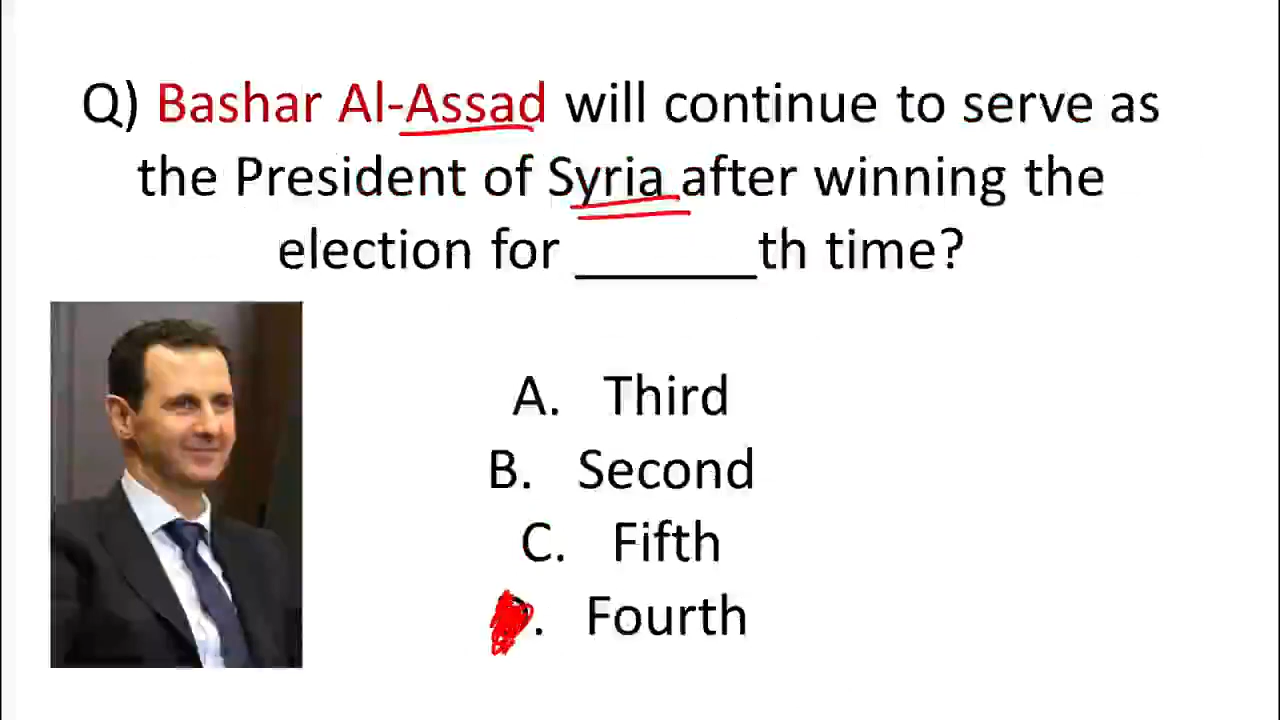 Q) Bashar Al-Assad will continue to serve as
the President of Syria after winning the
election for ______th time?
A. Third
B. Second
C. Fifth
. Fourth